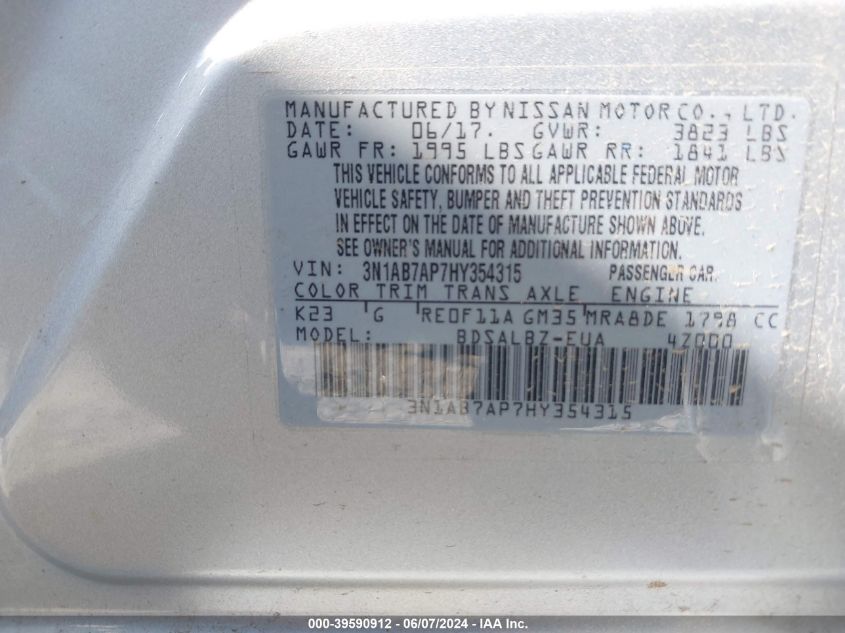 MANUFACTURED BY NISSAN MOTOR CO., LTD.
DATE: 06/17. GVWR: 3823 LBS
GAWR FR: 1995 LBS GAWR RR: 1841 LBS
THIS VEHICLE CONFORMS TO ALL APPLICABLE FEDERAL MOTOR
VEHICLE SAFETY, BUMPER AND THEFT PREVENTION STANDARDS
IN EFFECT ON THE DATE OF MANUFACTURE SHOWN ABOVE.
SEE OWNER'S MANUAL FOR ADDITIONAL INFORMATION.
VIN: 3N1AB7AP7HY354315 PASSENGER CAR.
COLOR TRIM TRANS AXLE ENGINE
K23 G RE0F11A GM35 MRA8DE 1798 CC
MODEL: BDSALBZ-EUA 4Z000
3N1AB7AP7HY354315
000-39590912 - 06/07/2024 - IAA Inc.